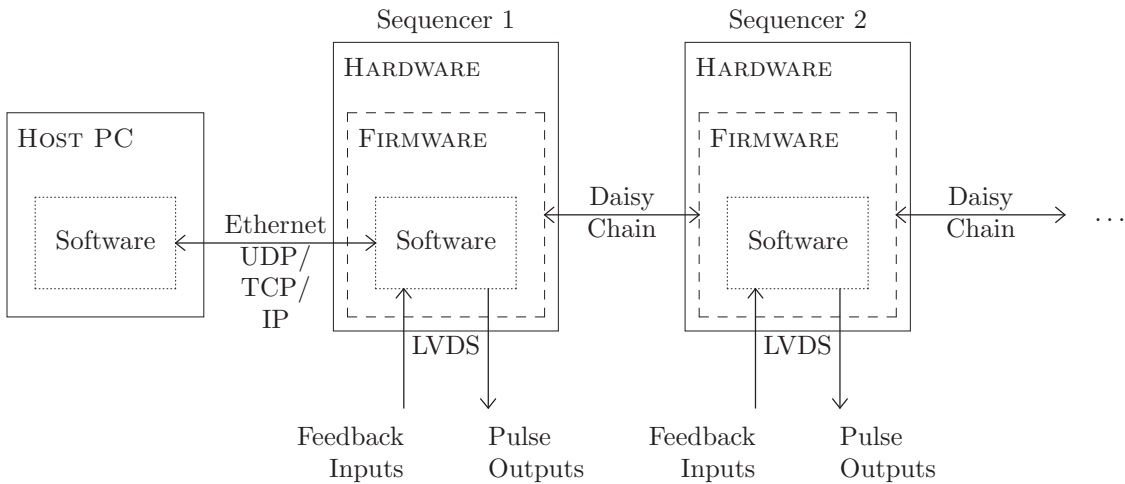 Sequencer 1
Sequencer 2
HARDWARE
HARDWARE
HOST PC
FIRMWARE
FIRMWARE
Software
Ethernet
UDP/
TCP/
IP
Software
Daisy
Chain
Software
Daisy
Chain
...
LVDS
LVDS
Feedback
Inputs
Pulse
Outputs
Feedback
Inputs
Pulse
Outputs